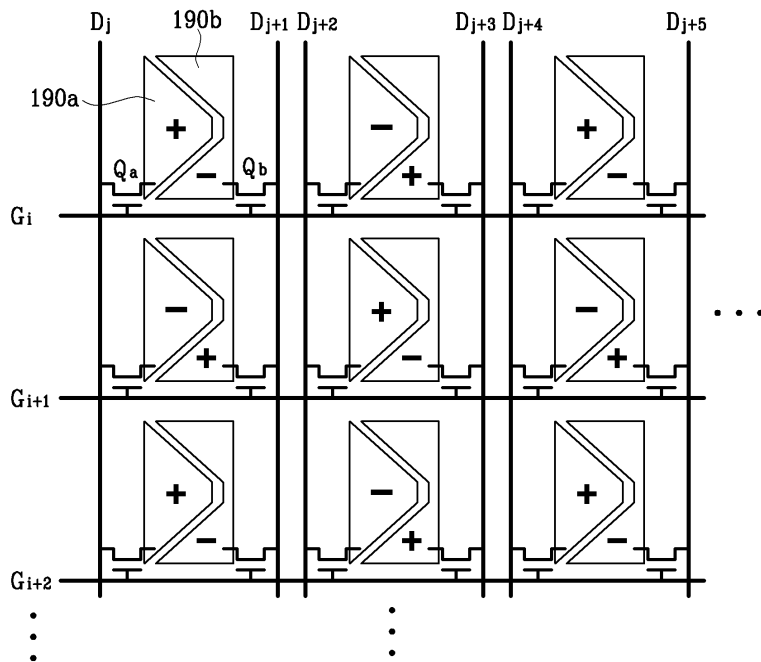 Dj 190b Dj+1 Dj+2 Dj+3 Dj+4 Dj+5
190a
+ − +
Qa − Qb + −
Gi
− + −
+ − +
Gi+1
+ − +
− + −
Gi+2